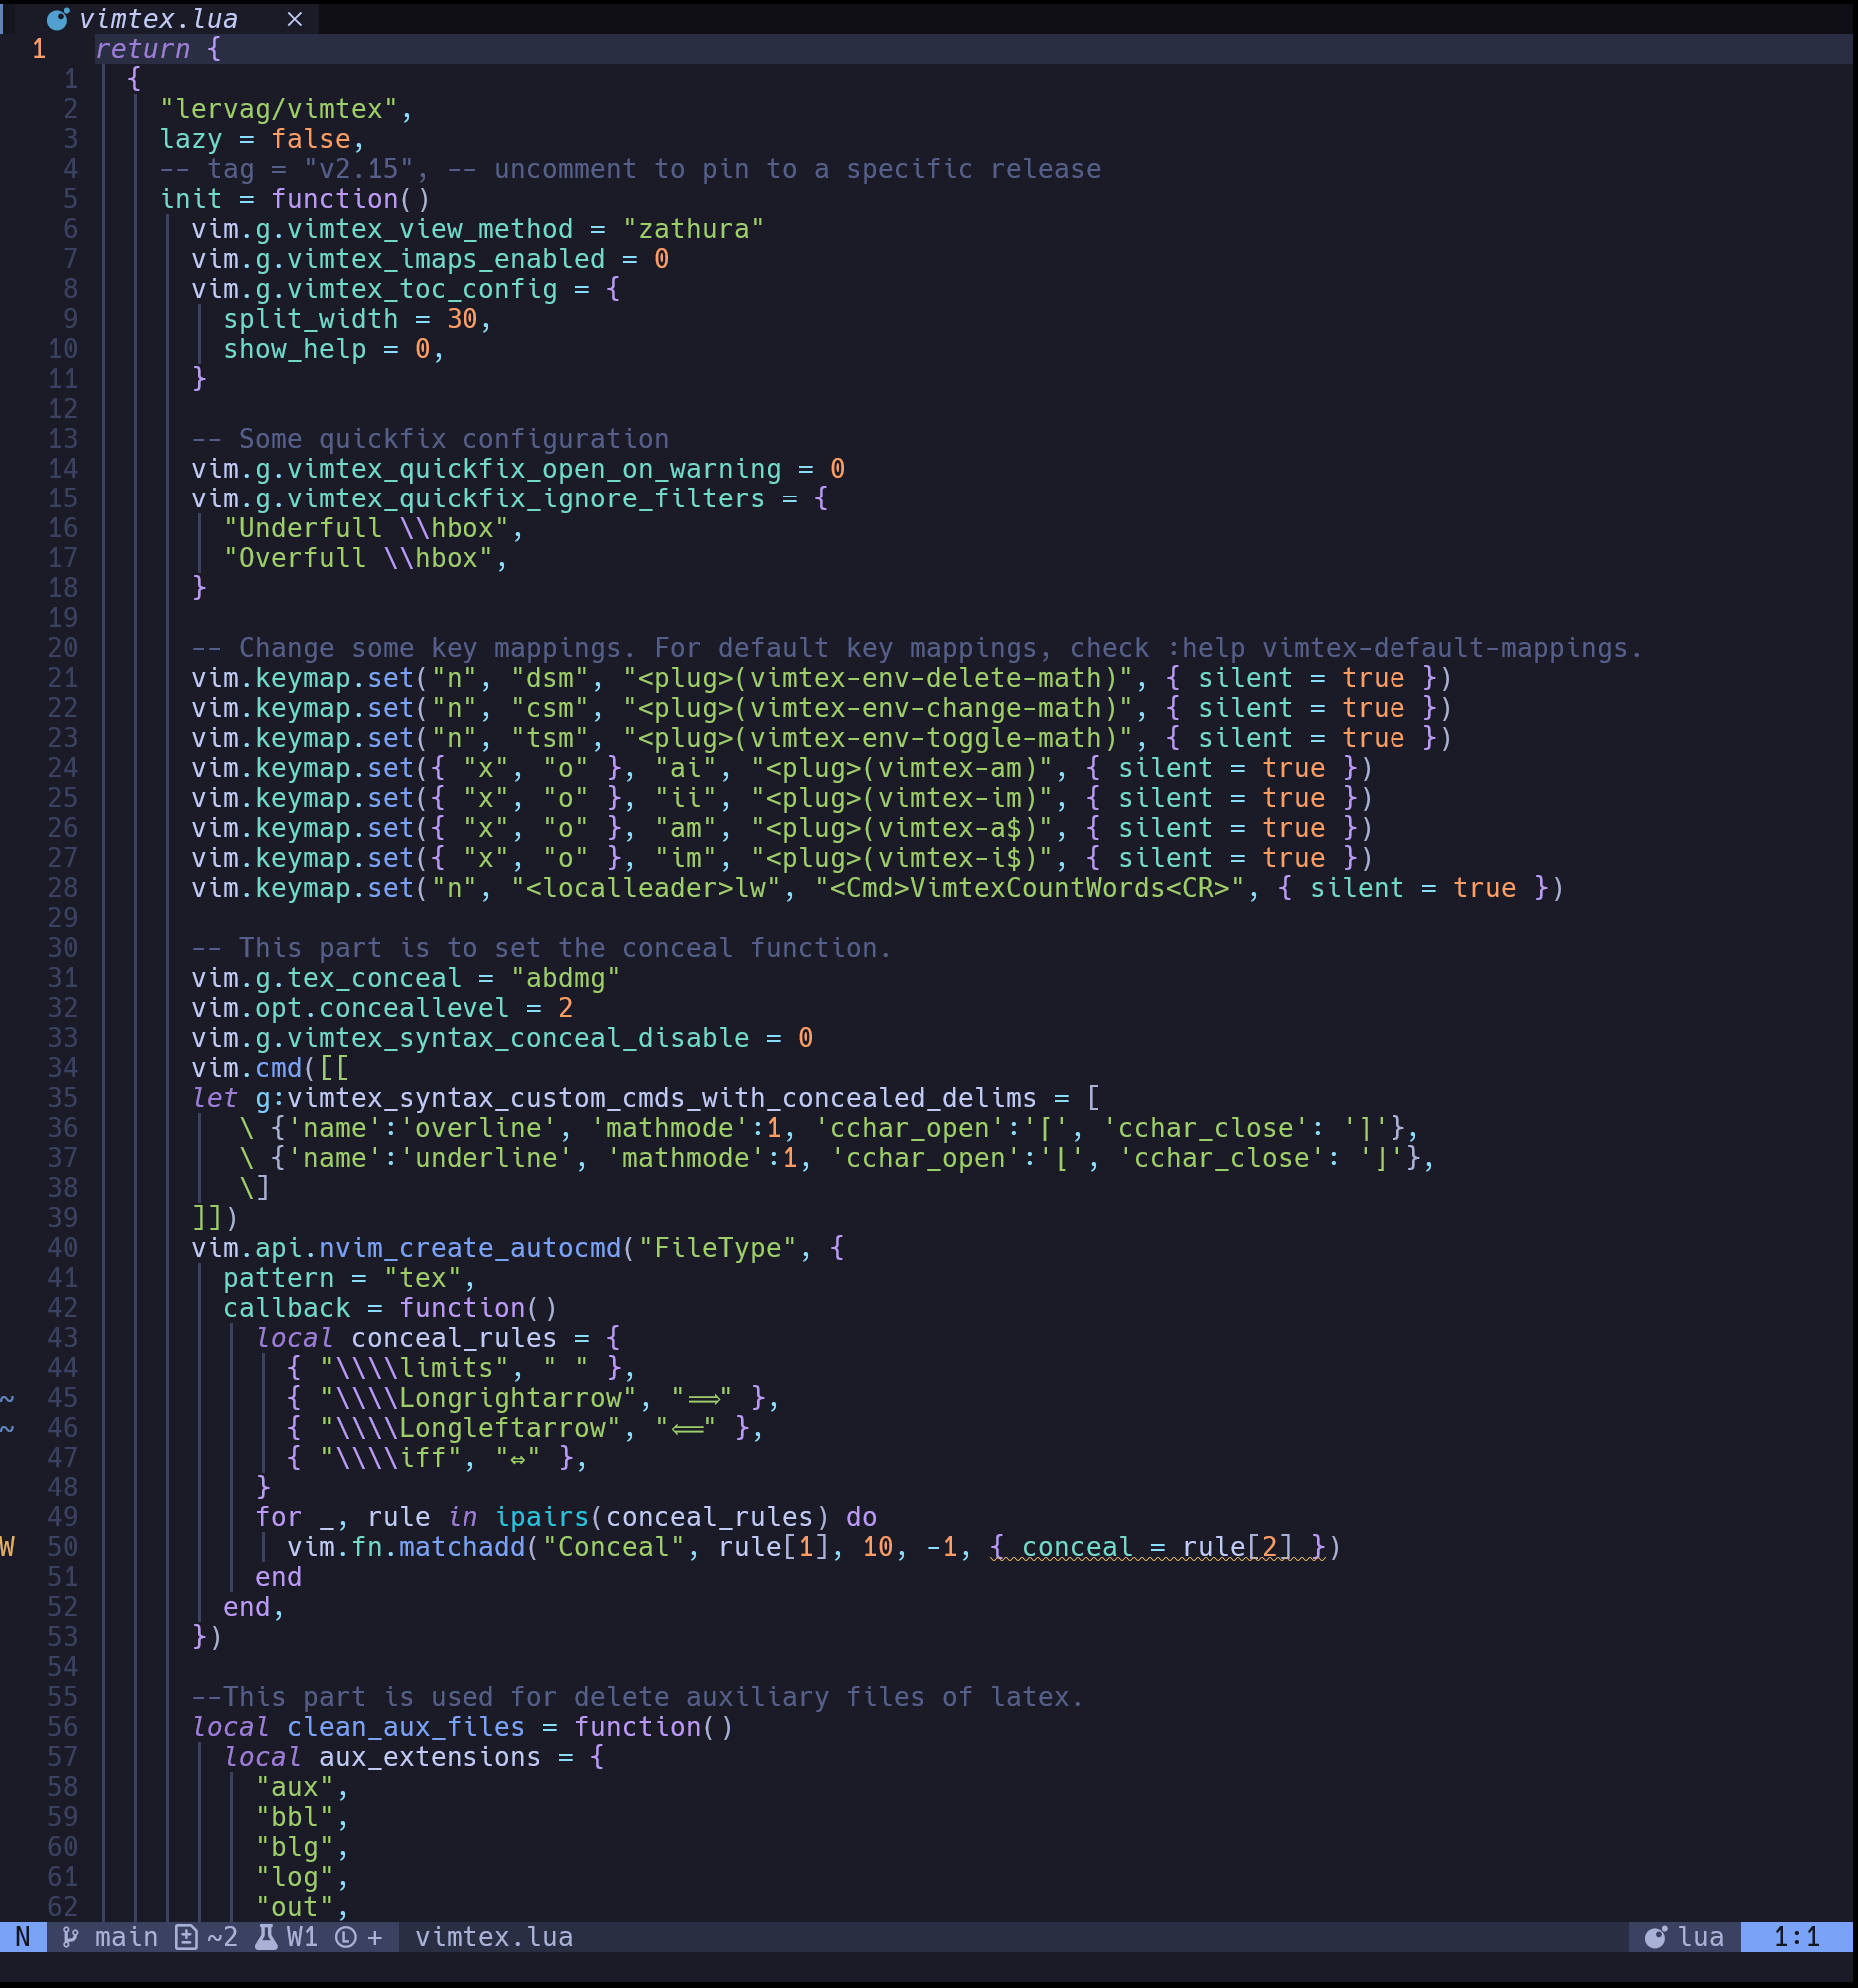 vimtex.lua ×
1 return {
1 {
2 "lervag/vimtex",
3 lazy = false,
4 -- tag = "v2.15", -- uncomment to pin to a specific release
5 init = function()
6 vim.g.vimtex_view_method = "zathura"
7 vim.g.vimtex_imaps_enabled = 0
8 vim.g.vimtex_toc_config = {
9 split_width = 30,
10 show_help = 0,
11 }
12
13 -- Some quickfix configuration
14 vim.g.vimtex_quickfix_open_on_warning = 0
15 vim.g.vimtex_quickfix_ignore_filters = {
16 "Underfull \\hbox",
17 "Overfull \\hbox",
18 }
19
20 -- Change some key mappings. For default key mappings, check :help vimtex-default-mappings.
21 vim.keymap.set("n", "dsm", "<plug>(vimtex-env-delete-math)", { silent = true })
22 vim.keymap.set("n", "csm", "<plug>(vimtex-env-change-math)", { silent = true })
23 vim.keymap.set("n", "tsm", "<plug>(vimtex-env-toggle-math)", { silent = true })
24 vim.keymap.set({ "x", "o" }, "ai", "<plug>(vimtex-am)", { silent = true })
25 vim.keymap.set({ "x", "o" }, "ii", "<plug>(vimtex-im)", { silent = true })
26 vim.keymap.set({ "x", "o" }, "am", "<plug>(vimtex-a$)", { silent = true })
27 vim.keymap.set({ "x", "o" }, "im", "<plug>(vimtex-i$)", { silent = true })
28 vim.keymap.set("n", "<localleader>lw", "<Cmd>VimtexCountWords<CR>", { silent = true })
29
30 -- This part is to set the conceal function.
31 vim.g.tex_conceal = "abdmg"
32 vim.opt.conceallevel = 2
33 vim.g.vimtex_syntax_conceal_disable = 0
34 vim.cmd([[
35 let g:vimtex_syntax_custom_cmds_with_concealed_delims = [
36 \ {'name':'overline', 'mathmode':1, 'cchar_open':'⌈', 'cchar_close': '⌉'},
37 \ {'name':'underline', 'mathmode':1, 'cchar_open':'⌊', 'cchar_close': '⌋'},
38 \]
39 ]])
40 vim.api.nvim_create_autocmd("FileType", {
41 pattern = "tex",
42 callback = function()
43 local conceal_rules = {
44 { "\\\\limits", " " },
~ 45 { "\\\\Longrightarrow", "⟹" },
~ 46 { "\\\\Longleftarrow", "⟸" },
47 { "\\\\iff", "⇔" },
48 }
49 for _, rule in ipairs(conceal_rules) do
W 50 vim.fn.matchadd("Conceal", rule[1], 10, -1, { conceal = rule[2] })
51 end
52 end,
53 })
54
55 --This part is used for delete auxiliary files of latex.
56 local clean_aux_files = function()
57 local aux_extensions = {
58 "aux",
59 "bbl",
60 "blg",
61 "log",
62 "out",
N main ~2 W1 Ⓛ + vimtex.lua lua 1:1